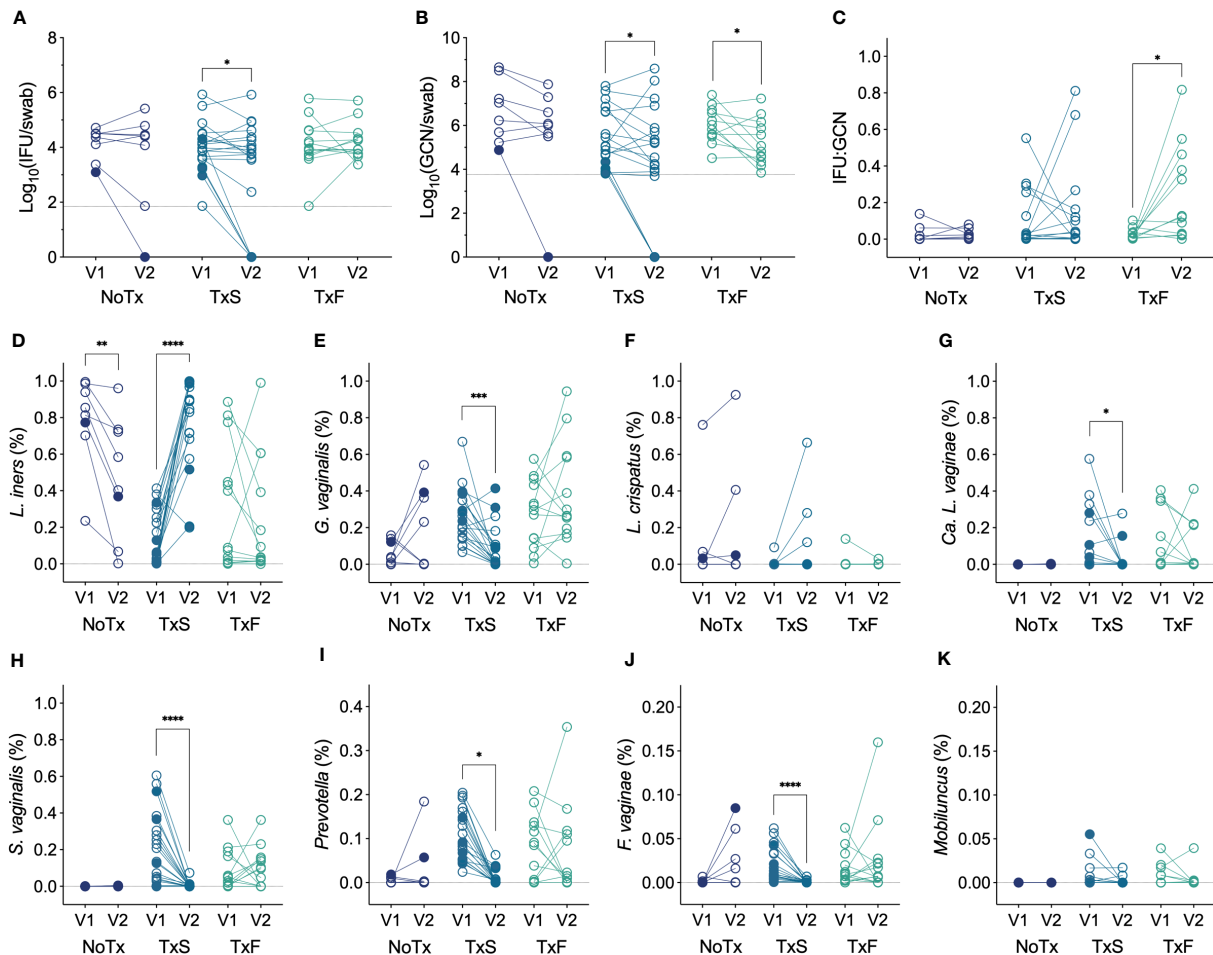 A
Log10(IFU/swab)
8
6
4
2
0
*
V1 V2 V1 V2 V1 V2
NoTx TxS TxF
B
Log10(GCN/swab)
10
8
6
4
2
0
* *
V1 V2 V1 V2 V1 V2
NoTx TxS TxF
C
IFU:GCN
1.0
0.8
0.6
0.4
0.2
0.0
*
V1 V2 V1 V2 V1 V2
NoTx TxS TxF
D
L. iners (%)
1.0
0.8
0.6
0.4
0.2
0.0
** ****
V1 V2 V1 V2 V1 V2
NoTx TxS TxF
E
G. vaginalis (%)
1.0
0.8
0.6
0.4
0.2
0.0
***
V1 V2 V1 V2 V1 V2
NoTx TxS TxF
F
L. crispatus (%)
1.0
0.8
0.6
0.4
0.2
0.0
V1 V2 V1 V2 V1 V2
NoTx TxS TxF
G
Ca. L. vaginae (%)
1.0
0.8
0.6
0.4
0.2
0.0
*
V1 V2 V1 V2 V1 V2
NoTx TxS TxF
H
S. vaginalis (%)
1.0
0.8
0.6
0.4
0.2
0.0
****
V1 V2 V1 V2 V1 V2
NoTx TxS TxF
I
Prevotella (%)
0.4
0.3
0.2
0.1
0.0
*
V1 V2 V1 V2 V1 V2
NoTx TxS TxF
J
F. vaginae (%)
0.20
0.15
0.10
0.05
0.00
****
V1 V2 V1 V2 V1 V2
NoTx TxS TxF
K
Mobiluncus (%)
0.20
0.15
0.10
0.05
0.00
V1 V2 V1 V2 V1 V2
NoTx TxS TxF